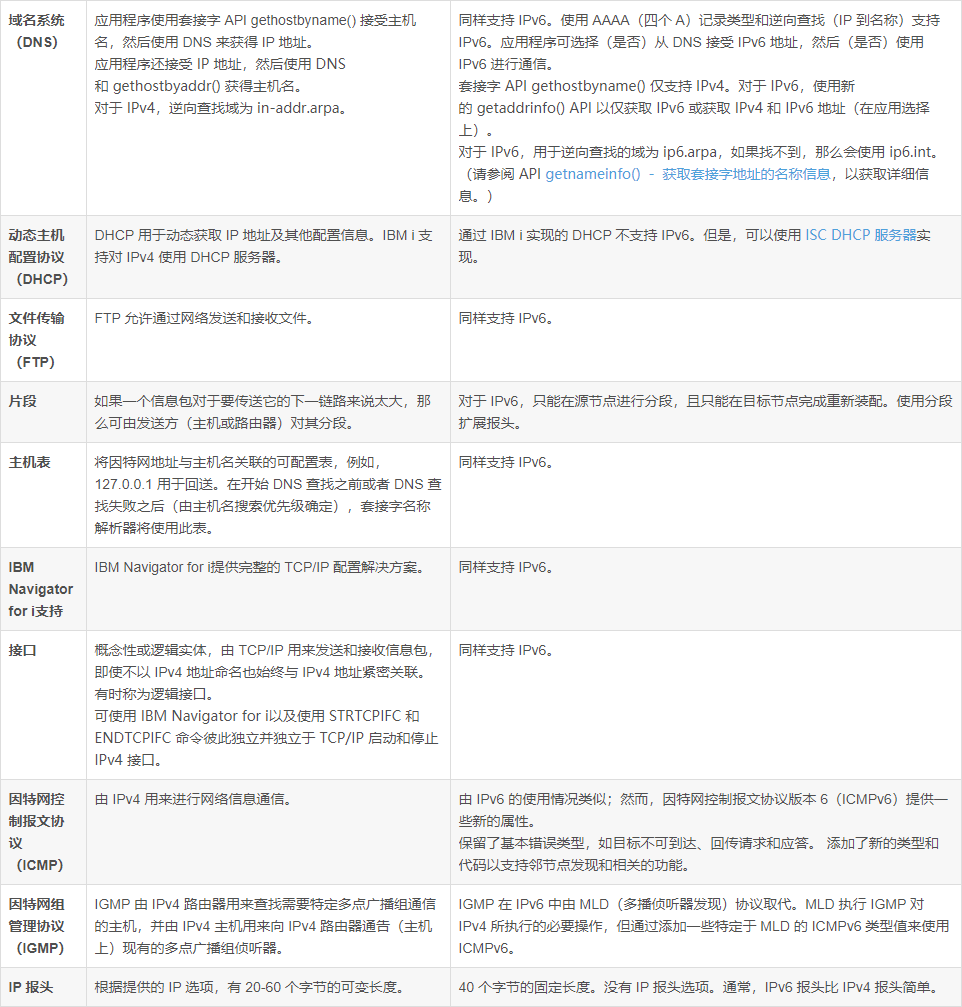 域名系统
（DNS）
应用程序使用套接字 API gethostbyname() 接受主机
名，然后使用 DNS 来获得 IP 地址。
应用程序还接受 IP 地址，然后使用 DNS
和 gethostbyaddr() 获得主机名。
对于 IPv4，逆向查找域为 in-addr.arpa。
同样支持 IPv6。使用 AAAA（四个 A）记录类型和逆向查找（IP 到名称）支持
IPv6。应用程序可选择（是否）从 DNS 接受 IPv6 地址，然后（是否）使用
IPv6 进行通信。
套接字 API gethostbyname() 仅支持 IPv4。对于 IPv6，使用新
的 getaddrinfo() API 以仅获取 IPv6 或获取 IPv4 和 IPv6 地址（在应用选择
上）。
对于 IPv6，用于逆向查找的域为 ip6.arpa，如果找不到，那么会使用 ip6.int。
（请参阅 API getnameinfo() - 获取套接字地址的名称信息，以获取详细信
息。）
动态主机
配置协议
（DHCP）
DHCP 用于动态获取 IP 地址及其他配置信息。IBM i 支
持对 IPv4 使用 DHCP 服务器。
通过 IBM i 实现的 DHCP 不支持 IPv6。但是，可以使用 ISC DHCP 服务器实
现。
文件传输
协议
（FTP）
FTP 允许通过网络发送和接收文件。
同样支持 IPv6。
片段
如果一个信息包对于要传送它的下一链路来说太大，那
么可由发送方（主机或路由器）对其分段。
对于 IPv6，只能在源节点进行分段，且只能在目标节点完成重新装配。使用分段
扩展报头。
主机表
将因特网地址与主机名关联的可配置表，例如，
127.0.0.1 用于回送。在开始 DNS 查找之前或者 DNS 查
找失败之后（由主机名搜索优先级确定），套接字名称
解析器将使用此表。
同样支持 IPv6。
IBM
Navigator
for i支持
IBM Navigator for i提供完整的 TCP/IP 配置解决方案。
同样支持 IPv6。
接口
概念性或逻辑实体，由 TCP/IP 用来发送和接收信息包，
即使不以 IPv4 地址命名也始终与 IPv4 地址紧密关联。
有时称为逻辑接口。
可使用 IBM Navigator for i以及使用 STRTCPIFC 和
ENDTCPIFC 命令彼此独立并独立于 TCP/IP 启动和停止
IPv4 接口。
同样支持 IPv6。
因特网控
制报文协
议
（ICMP）
由 IPv4 用来进行网络信息通信。
由 IPv6 的使用情况类似；然而，因特网控制报文协议版本 6（ICMPv6）提供一
些新的属性。
保留了基本错误类型，如目标不可到达、回传请求和应答。 添加了新的类型和
代码以支持邻节点发现和相关的功能。
因特网组
管理协议
（IGMP）
IGMP 由 IPv4 路由器用来查找需要特定多点广播组通信
的主机，并由 IPv4 主机用来向 IPv4 路由器通告（主机
上）现有的多点广播组侦听器。
IGMP 在 IPv6 中由 MLD（多播侦听器发现）协议取代。MLD 执行 IGMP 对
IPv4 所执行的必要操作，但通过添加一些特定于 MLD 的 ICMPv6 类型值来使用
ICMPv6。
IP 报头
根据提供的 IP 选项，有 20-60 个字节的可变长度。
40 个字节的固定长度。没有 IP 报头选项。通常，IPv6 报头比 IPv4 报头简单。